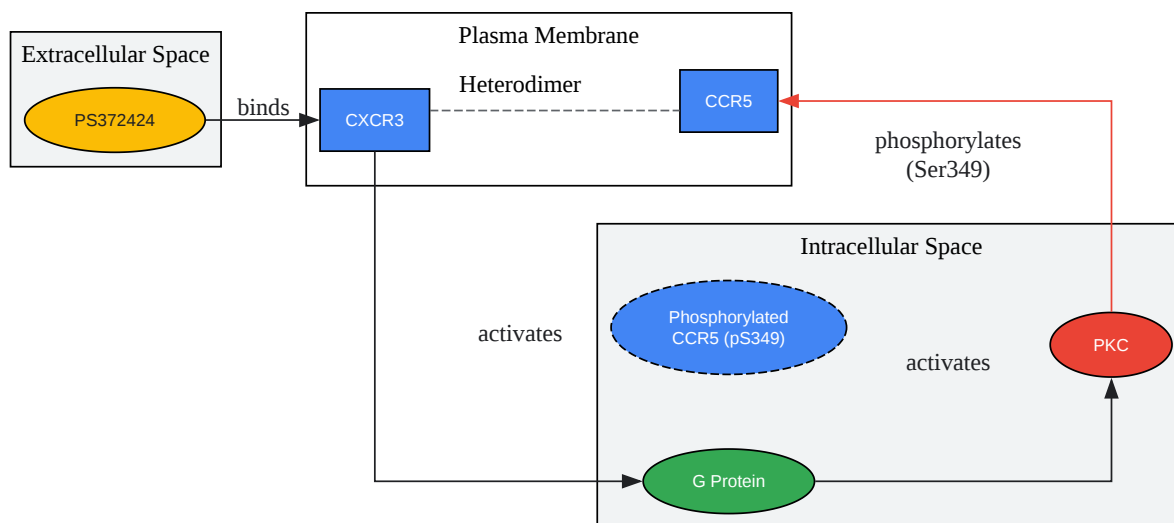 Extracellular Space
PS372424
binds
Plasma Membrane
Heterodimer
CXCR3
CCR5
phosphorylates
(Ser349)
Intracellular Space
activates
Phosphorylated
CCR5 (pS349)
activates
PKC
G Protein